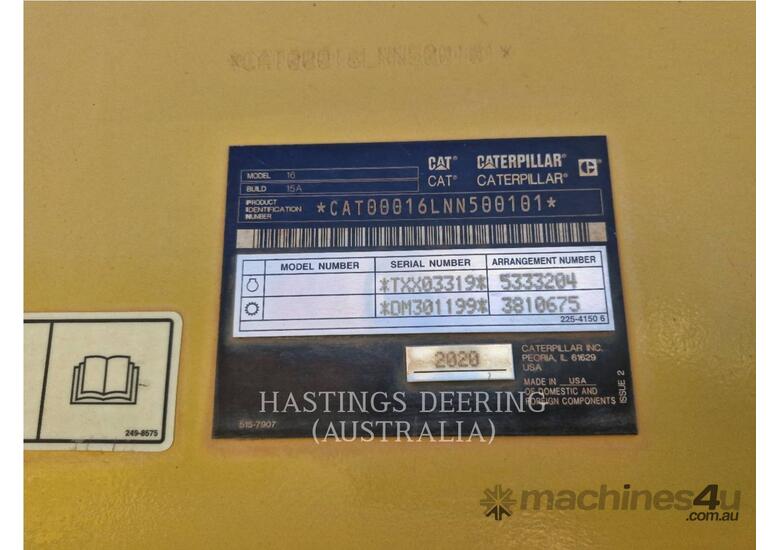 *CAT00016LNN500101*
MODEL 16
CAT® CATERPILLAR®
BUILD 15A
CAT® CATERPILLAR®
PRODUCT IDENTIFICATION NUMBER *CAT00016LNN500101*
MODEL NUMBER SERIAL NUMBER ARRANGEMENT NUMBER
*TXX03319* 5333204
*DM301199* 3810675
225-4150 6
2020
CATERPILLAR INC.
PEORIA, IL 61629
USA
MADE IN USA
OF DOMESTIC AND
FOREIGN COMPONENTS
ISSUE 2
515-7907
249-8575
HASTINGS DEERING
(AUSTRALIA)
machines4u
.com.au